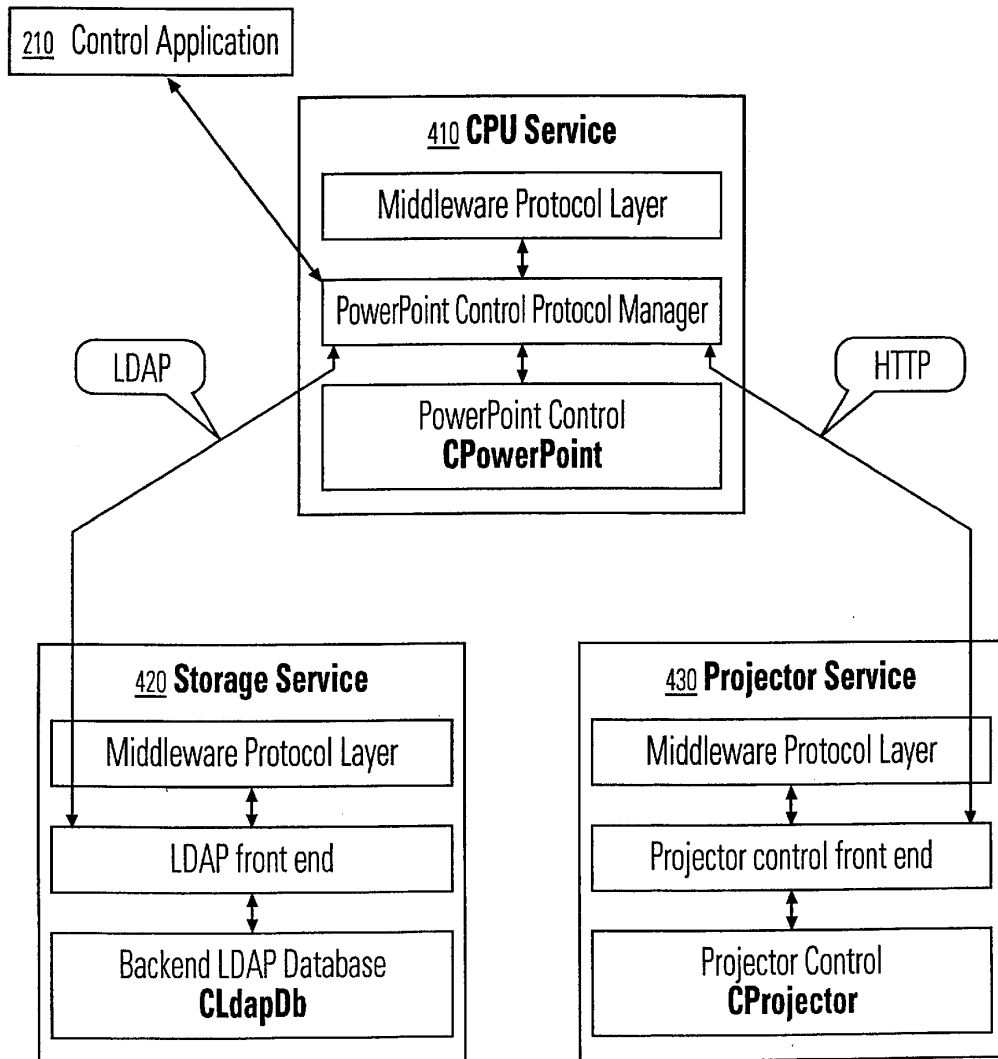 210 Control Application
410 CPU Service
Middleware Protocol Layer
PowerPoint Control Protocol Manager
LDAP
HTTP
PowerPoint Control
CPowerPoint
420 Storage Service
Middleware Protocol Layer
LDAP front end
Backend LDAP Database
CLdapDb
430 Projector Service
Middleware Protocol Layer
Projector control front end
Projector Control
CProjector